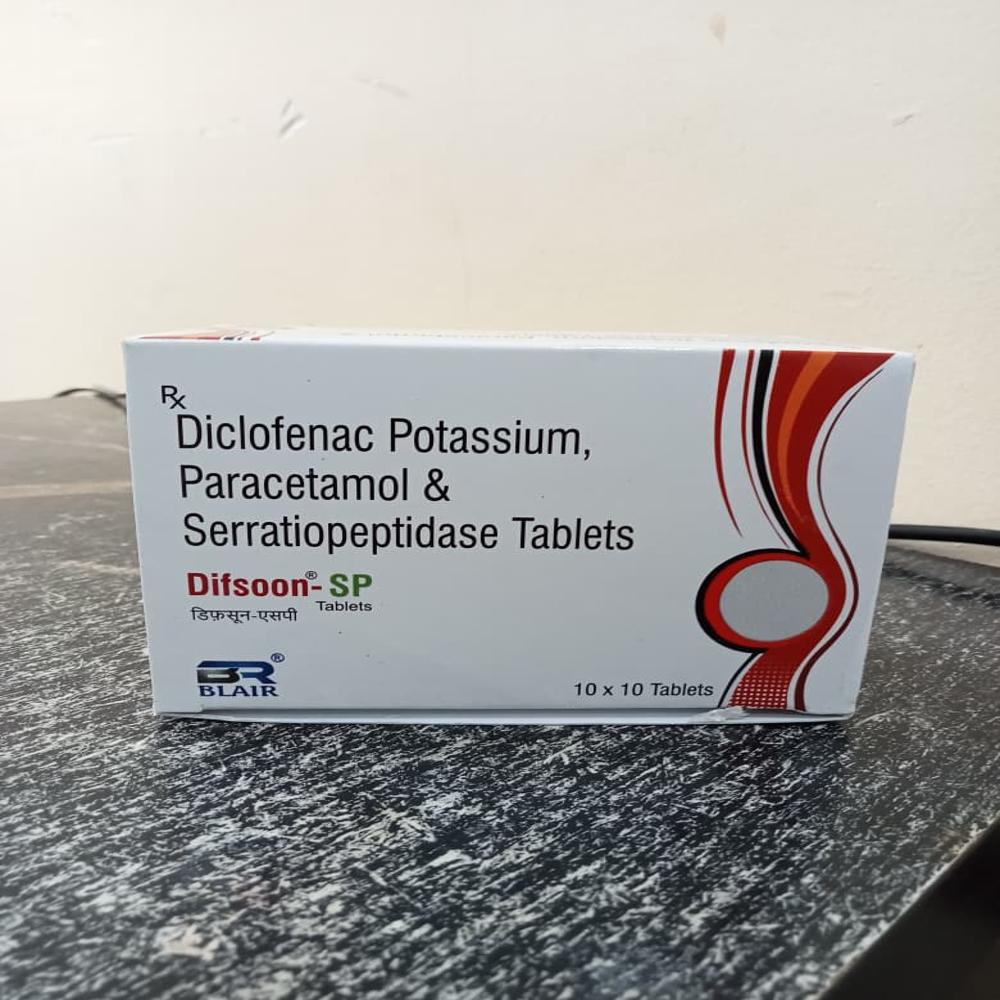 Rx
Diclofenac Potassium,
Paracetamol &
Serratiopeptidase Tablets
Difsoon®-SP
Tablets
डिफ़सून-एसपी
BR®
BLAIR
10 x 10 Tablets